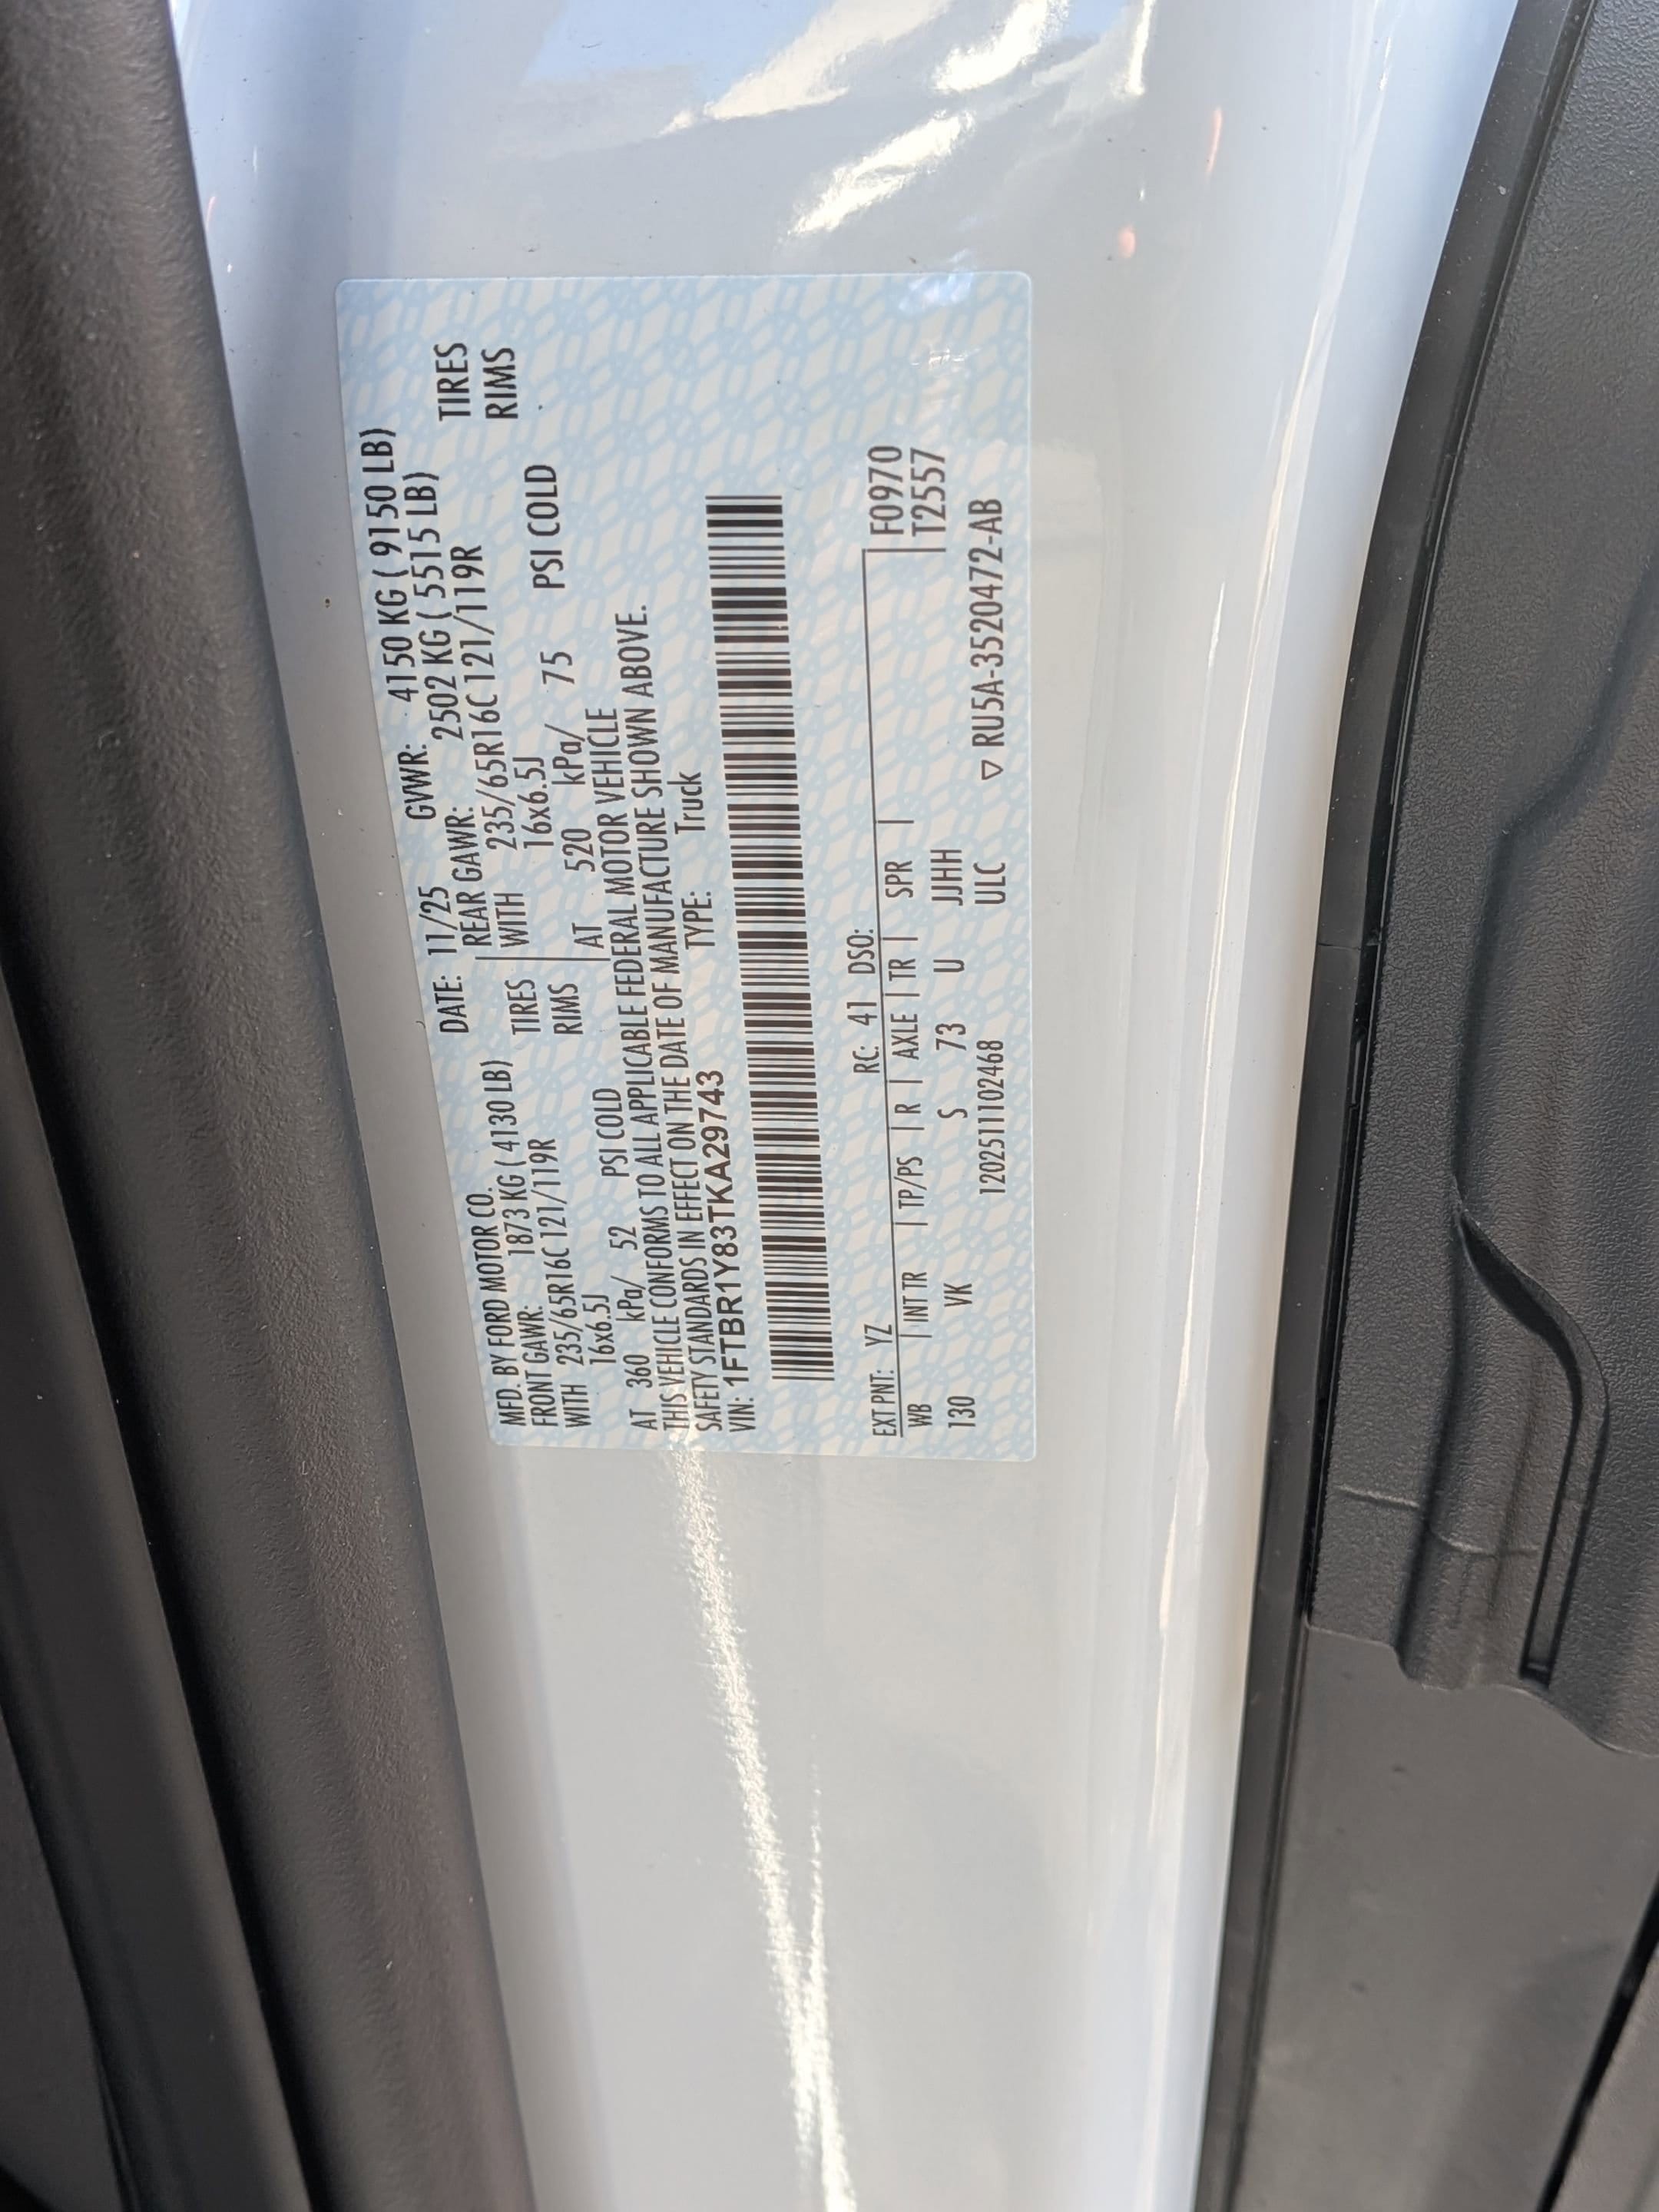 MFD. BY FORD MOTOR CO. DATE: 11/25 GVWR: 4150 KG ( 9150 LB)
FRONT GAWR: 1873 KG ( 4130 LB) REAR GAWR: 2502 KG ( 5515 LB)
WITH 235/65R16C 121/119R TIRES WITH 235/65R16C 121/119R TIRES
16x6.5J RIMS 16x6.5J RIMS
AT 360 kPa/ 52 PSI COLD AT 520 kPa/ 75 PSI COLD
THIS VEHICLE CONFORMS TO ALL APPLICABLE FEDERAL MOTOR VEHICLE
SAFETY STANDARDS IN EFFECT ON THE DATE OF MANUFACTURE SHOWN ABOVE.
VIN: 1FTBR1Y83TKA29743 TYPE: Truck
EXT PNT: YZ RC: 41 DSO: F0970
WB | INT TR | TP/PS | R | AXLE | TR | SPR | T2557
130 VK S 73 U JJHH
1202511102468 ULC ▽ RU5A-3520472-AB